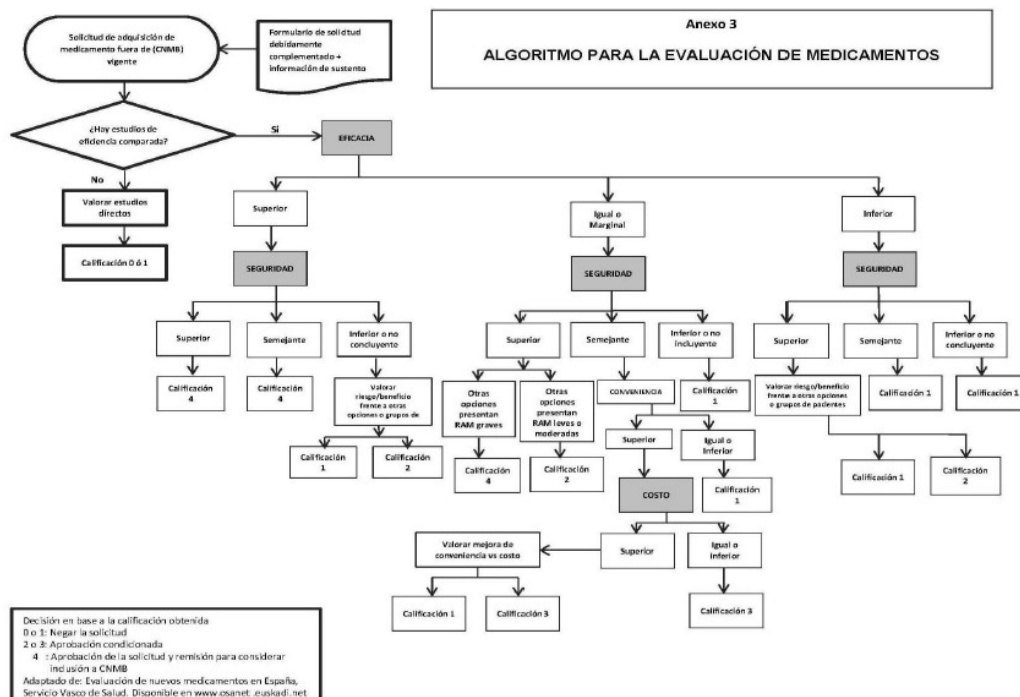 Anexo 3
ALGORITMO PARA LA EVALUACIÓN DE MEDICAMENTOS
Solicitud de adquisición de
medicamento fuera de (CNMB)
vigente
Formulario de solicitud
debidamente
complementado +
información de sustento
¿Hay estudios de
eficiencia comparada?
Sí
No
Valorar estudios
directos
Calificación 0 ó 1
EFICACIA
Superior
Igual o
Marginal
Inferior
SEGURIDAD
SEGURIDAD
SEGURIDAD
Superior
Semejante
Inferior o no
concluyente
Superior
Semejante
Inferior o no
incluyente
Superior
Semejante
Inferior o no
concluyente
Calificación
4
Calificación
4
Valorar
riesgo/beneficio
frente a otras
opciones o grupos de
Calificación
1
Calificación
2
Otras
opciones
presentan
RAM graves
Otras
opciones
presentan
RAM leves o
moderadas
Calificación
4
Calificación
2
CONVENIENCIA
Calificación
1
Superior
Igual o
Inferior
Calificación
1
COSTO
Superior
Igual o
inferior
Valorar mejora de
conveniencia vs costo
Calificación 1
Calificación 3
Calificación 3
Valorar riesgo/beneficio
frente a otras opciones
o grupos de pacientes
Calificación 1
Calificación 1
Calificación 1
Calificación
2
Decisión en base a la calificación obtenida
0 o 1: Negar la solicitud
2 o 3: Aprobación condicionada
4 : Aprobación de la solicitud y remisión para considerar
inclusión a CNMB
Adaptado de: Evaluación de nuevos medicamentos en España,
Servicio Vasco de Salud. Disponible en www.osanet.euskadi.net